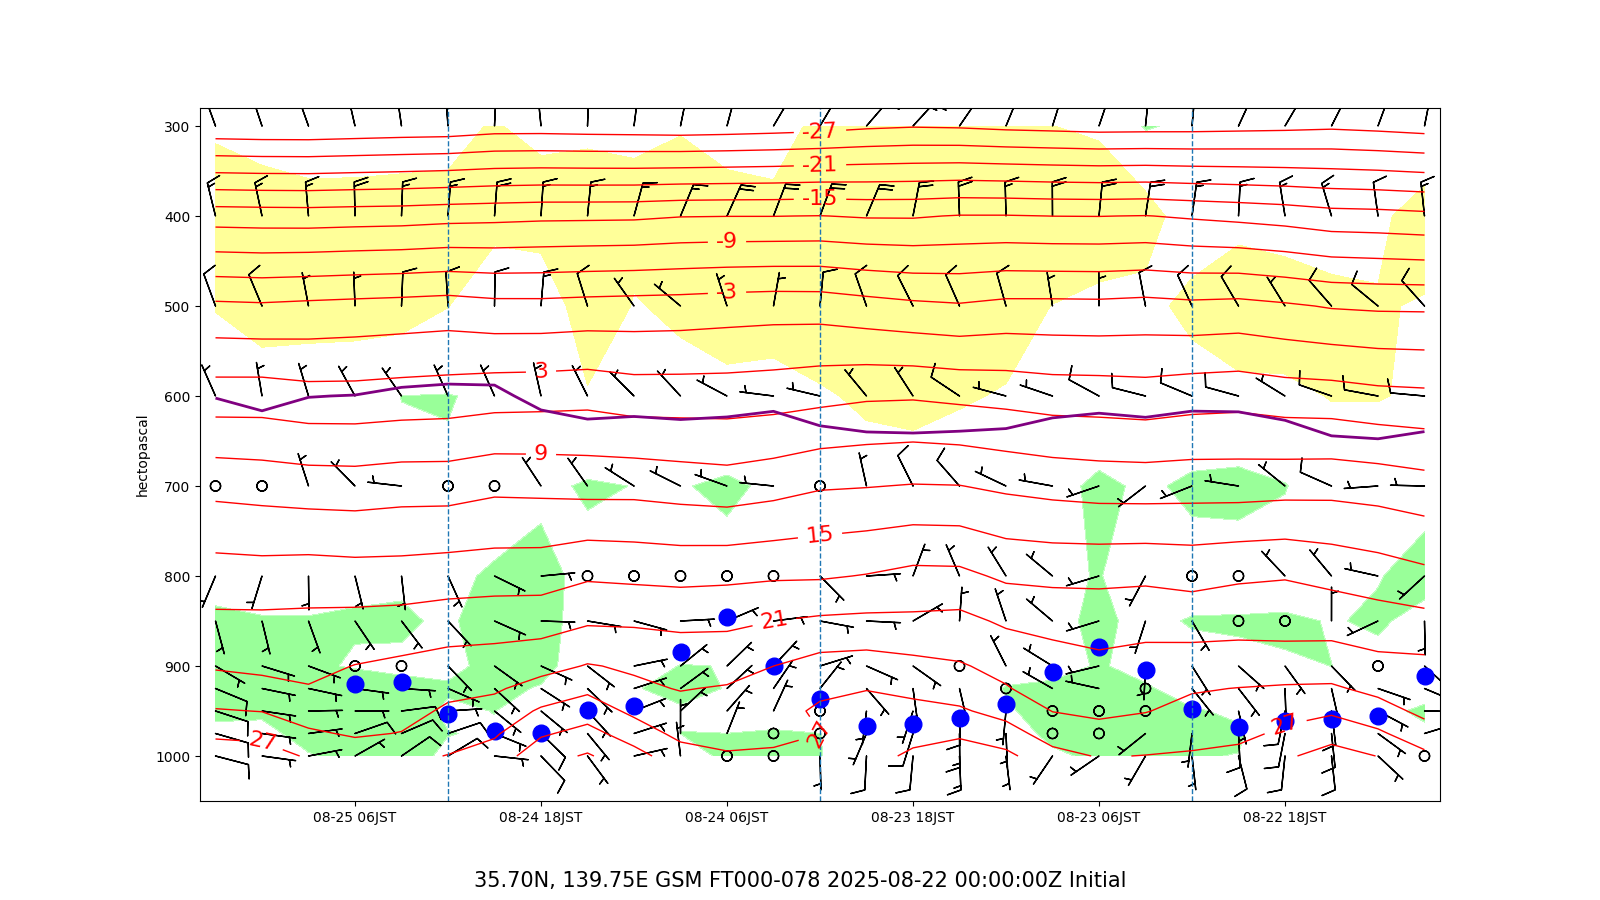 300
400
500
600
700
800
900
1000
hectopascal
-27
-21
-15
-9
-3
3
9
15
21
27
27
27
08-25 06JST
08-24 18JST
08-24 06JST
08-23 18JST
08-23 06JST
08-22 18JST
35.70N, 139.75E GSM FT000-078 2025-08-22 00:00:00Z Initial